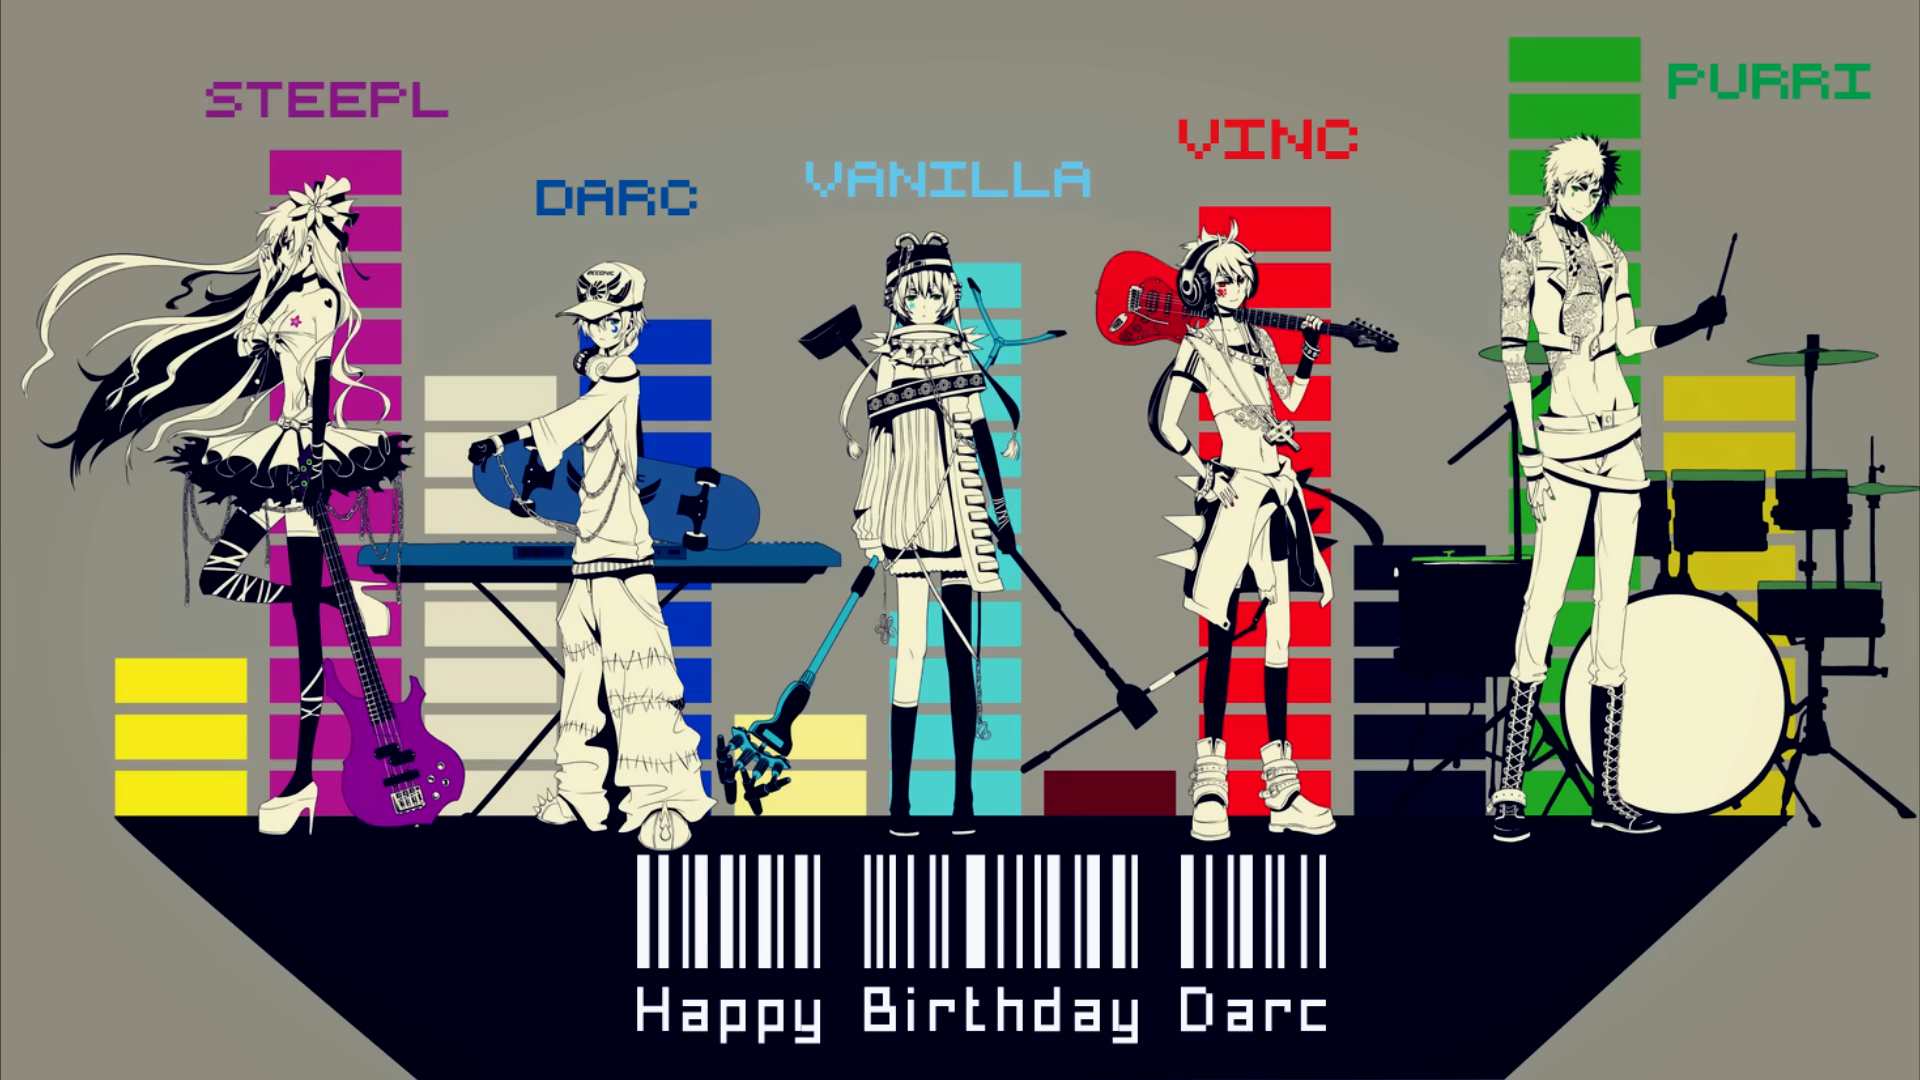 STEEPL
DARC
VANILLA
VINC
PURRI
Happy Birthday Darc